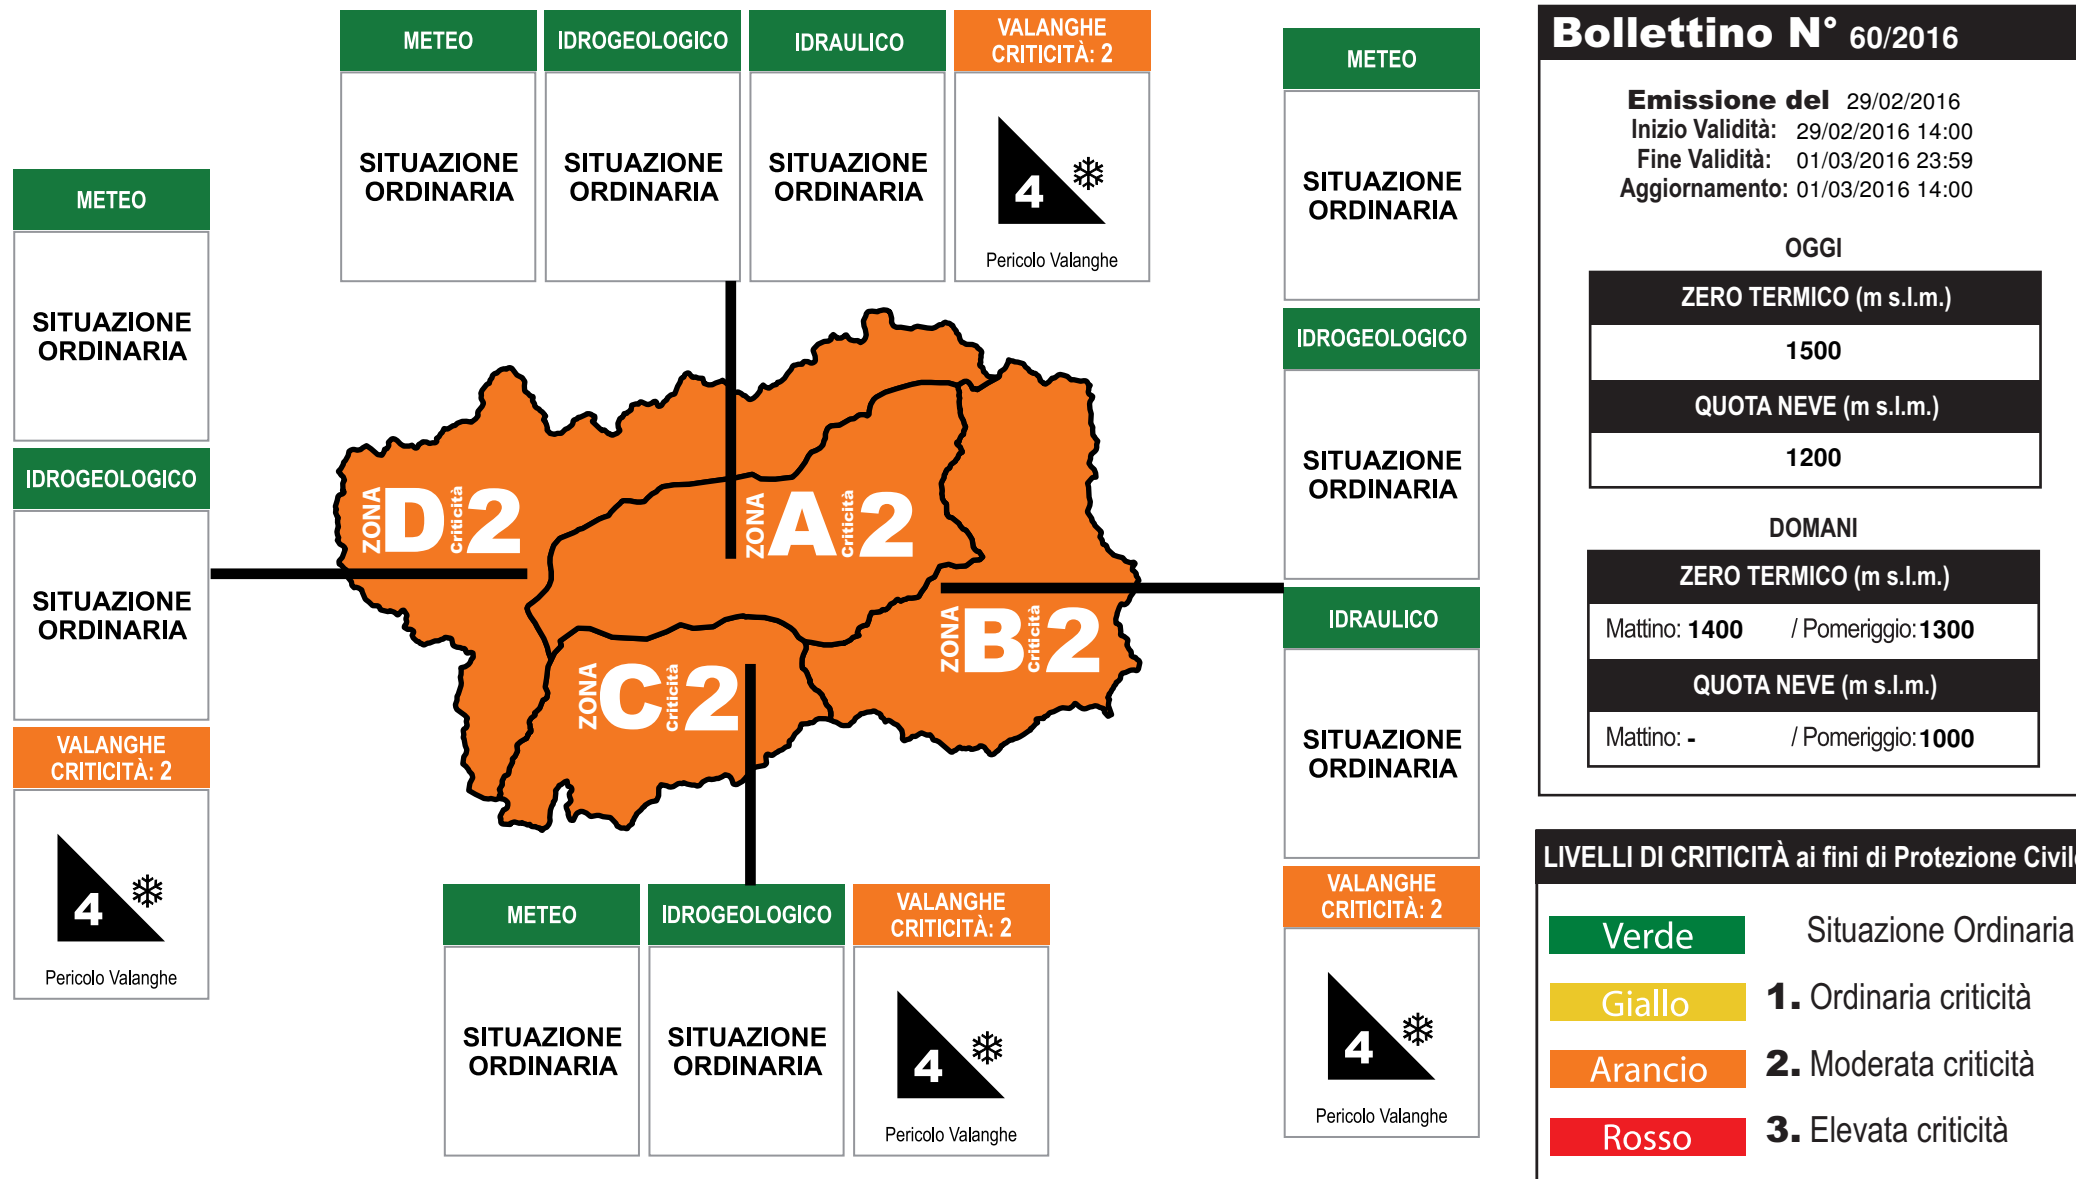 METEO
IDROGEOLOGICO
IDRAULICO
VALANGHE
CRITICITÀ: 2
SITUAZIONE
ORDINARIA
SITUAZIONE
ORDINARIA
SITUAZIONE
ORDINARIA
4
Pericolo Valanghe
METEO
SITUAZIONE
ORDINARIA
IDROGEOLOGICO
SITUAZIONE
ORDINARIA
VALANGHE
CRITICITÀ: 2
4
Pericolo Valanghe
ZONA D Criticità 2
ZONA A Criticità 2
ZONA B Criticità 2
ZONA C Criticità 2
METEO
IDROGEOLOGICO
VALANGHE
CRITICITÀ: 2
SITUAZIONE
ORDINARIA
SITUAZIONE
ORDINARIA
4
Pericolo Valanghe
METEO
SITUAZIONE
ORDINARIA
IDROGEOLOGICO
SITUAZIONE
ORDINARIA
IDRAULICO
SITUAZIONE
ORDINARIA
VALANGHE
CRITICITÀ: 2
4
Pericolo Valanghe
Bollettino N° 60/2016
Emissione del 29/02/2016
Inizio Validità: 29/02/2016 14:00
Fine Validità: 01/03/2016 23:59
Aggiornamento: 01/03/2016 14:00
OGGI
ZERO TERMICO (m s.l.m.)
1500
QUOTA NEVE (m s.l.m.)
1200
DOMANI
ZERO TERMICO (m s.l.m.)
Mattino: 1400 / Pomeriggio: 1300
QUOTA NEVE (m s.l.m.)
Mattino: - / Pomeriggio: 1000
LIVELLI DI CRITICITÀ ai fini di Protezione Civile
Verde Situazione Ordinaria
Giallo 1. Ordinaria criticità
Arancio 2. Moderata criticità
Rosso 3. Elevata criticità